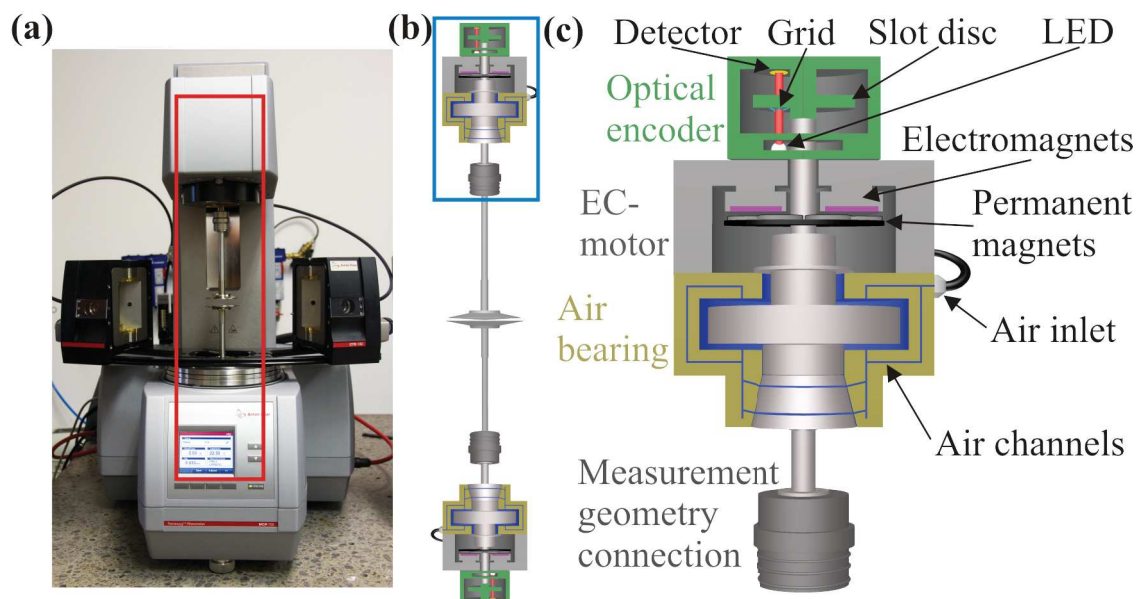 (a)
(b)
(c)
Detector
Grid
Slot disc
LED
Optical
encoder
Electromagnets
EC-
motor
Permanent
magnets
Air
bearing
Air inlet
Air channels
Measurement
geometry
connection